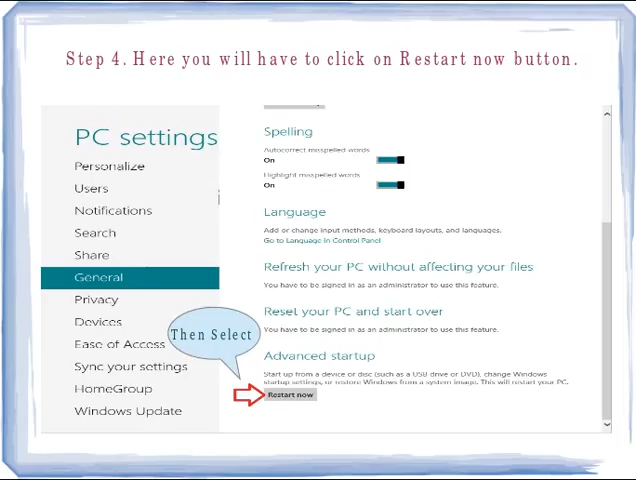 Step 4. Here you will have to click on Restart now button.
PC settings
Personalize
Users
Notifications
Search
Share
General
Privacy
Devices
Ease of Access
Sync your settings
HomeGroup
Windows Update
Spelling
Autocorrect misspelled words
On
Highlight misspelled words
On
Language
Add or change input methods, keyboard layouts, and languages.
Go to Language in Control Panel
Refresh your PC without affecting your files
You have to be signed in as an administrator to use this feature.
Reset your PC and start over
You have to be signed in as an administrator to use this feature.
Advanced startup
Start up from a device or disc (such as a USB drive or DVD), change Windows
startup settings, or restore Windows from a system image. This will restart your PC.
Restart now
Then Select